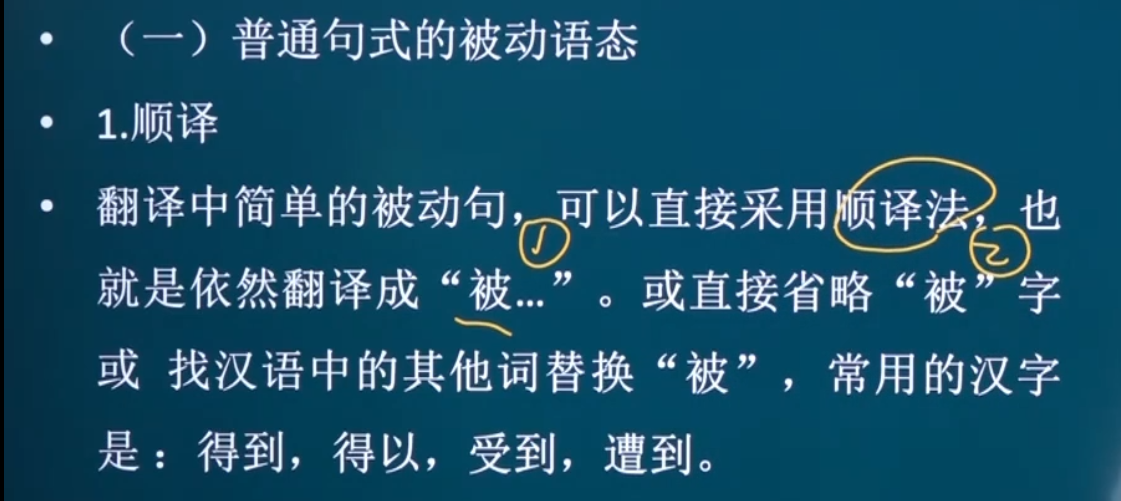 • （一）普通句式的被动语态
• 1.顺译
• 翻译中简单的被动句，可以直接采用顺译法，也
① ②
就是依然翻译成“被...”。或直接省略“被”字
或 找汉语中的其他词替换“被”，常用的汉字
是：得到，得以，受到，遭到。